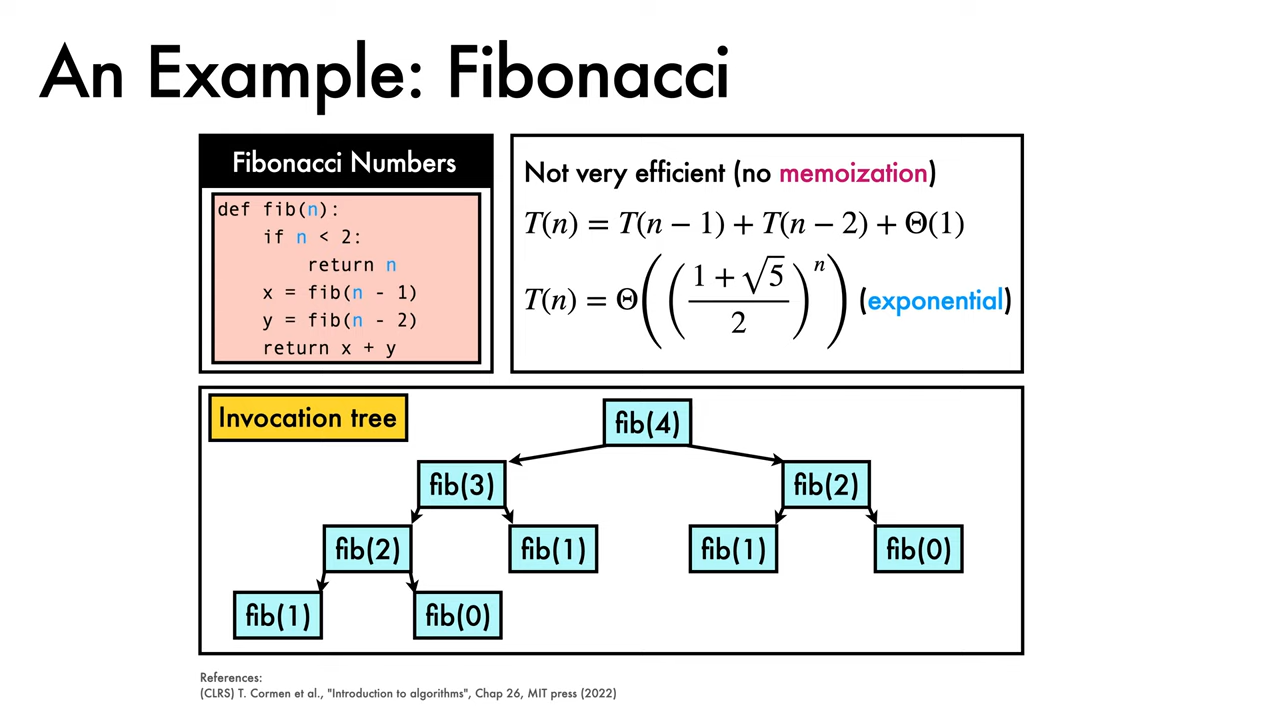 An Example: Fibonacci
Fibonacci Numbers
def fib(n):
    if n < 2:
        return n
    x = fib(n - 1)
    y = fib(n - 2)
    return x + y
Not very efficient (no memoization)
T(n) = T(n − 1) + T(n − 2) + Θ(1)
T(n) = Θ(((1 + √5)/2)^n) (exponential)
Invocation tree
fib(4)
fib(3) fib(2)
fib(2) fib(1) fib(1) fib(0)
fib(1) fib(0)
References:
(CLRS) T. Cormen et al., "Introduction to algorithms", Chap 26, MIT press (2022)